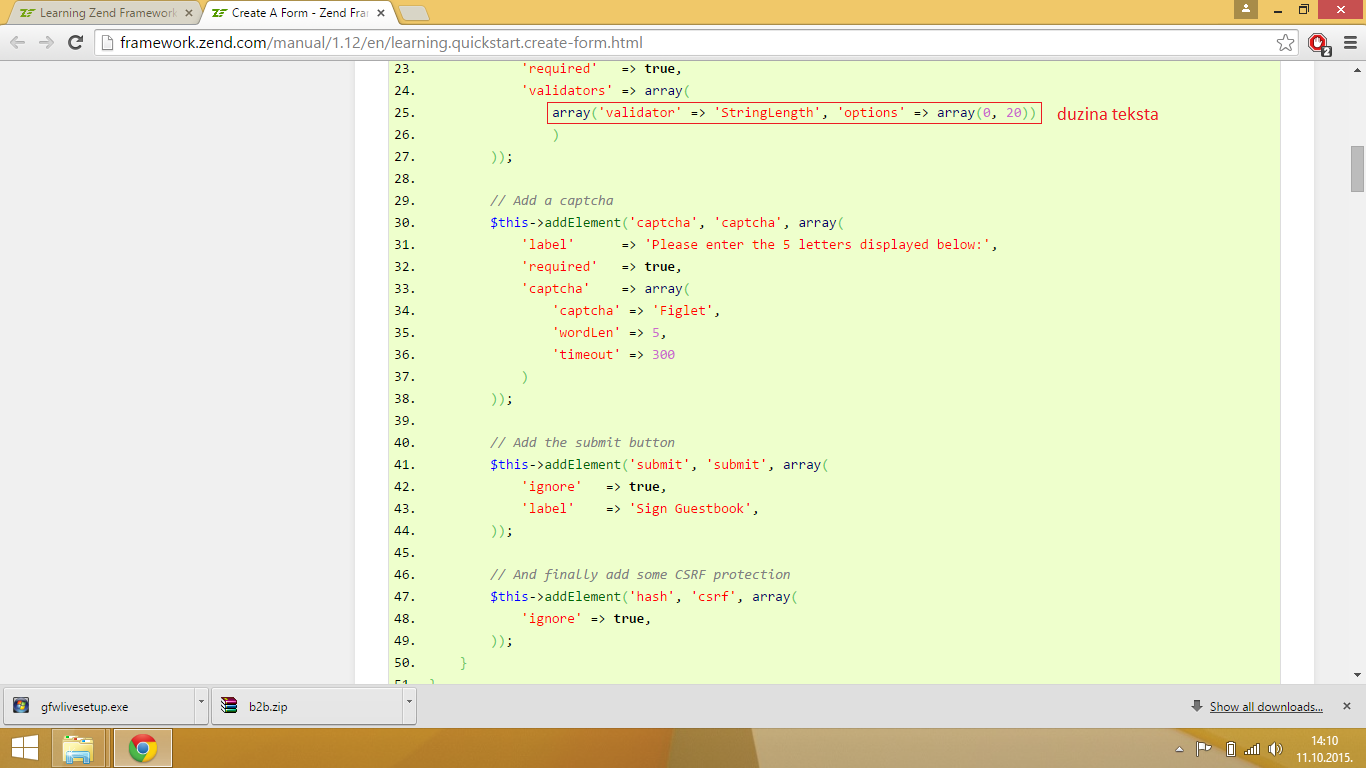 Learning Zend Framework
Create A Form - Zend Fra
framework.zend.com/manual/1.12/en/learning.quickstart.create-form.html
2
23. 'required' => true,
24. 'validators' => array(
25. array('validator' => 'StringLength', 'options' => array(0, 20)) duzina teksta
26. )
27. ));
28.
29. // Add a captcha
30. $this->addElement('captcha', 'captcha', array(
31. 'label' => 'Please enter the 5 letters displayed below:',
32. 'required' => true,
33. 'captcha' => array(
34. 'captcha' => 'Figlet',
35. 'wordLen' => 5,
36. 'timeout' => 300
37. )
38. ));
39.
40. // Add the submit button
41. $this->addElement('submit', 'submit', array(
42. 'ignore' => true,
43. 'label' => 'Sign Guestbook',
44. ));
45.
46. // And finally add some CSRF protection
47. $this->addElement('hash', 'csrf', array(
48. 'ignore' => true,
49. ));
50. }
51. }
gfwlivesetup.exe
b2b.zip
Show all downloads...
14:10
11.10.2015.